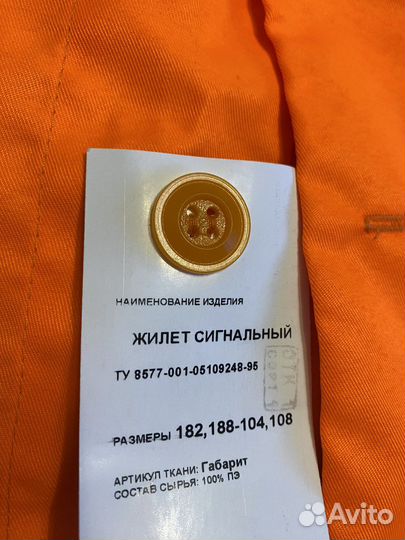 НАИМЕНОВАНИЕ ИЗДЕЛИЯ
ЖИЛЕТ СИГНАЛЬНЫЙ
ТУ 8577-001-05109248-95
РАЗМЕРЫ 182,188-104,108
АРТИКУЛ ТКАНИ: Габарит
СОСТАВ СЫРЬЯ: 100% ПЭ
Avito